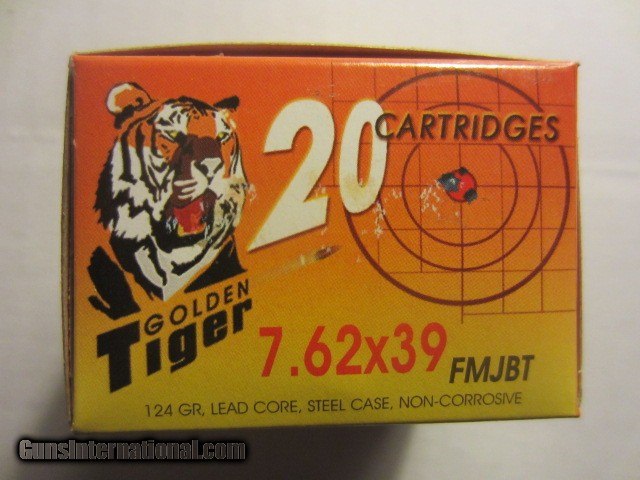 20
CARTRIDGES
GOLDEN
Tiger
7.62x39
FMJBT
124 GR, LEAD CORE, STEEL CASE, NON-CORROSIVE
GunsInternational.com